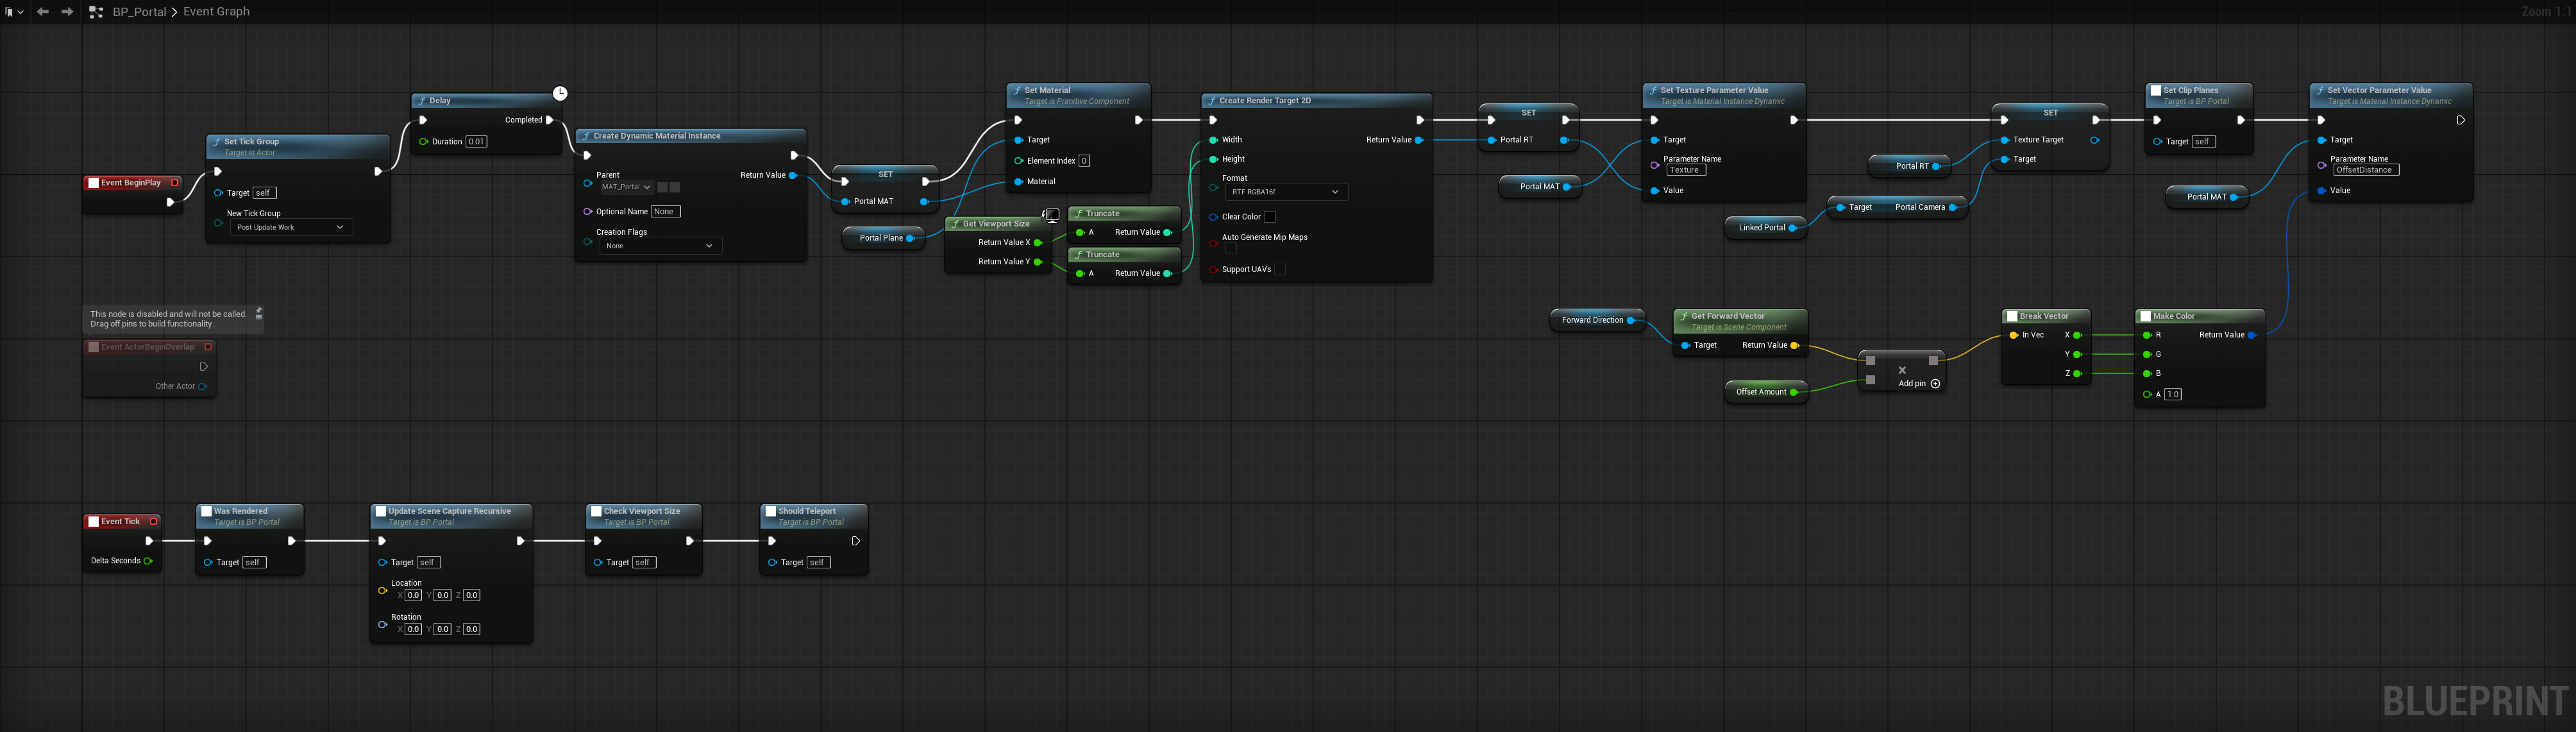 BP_Portal > Event Graph
Zoom 1:1
Event BeginPlay
Set Tick Group
Target is Actor
Target self
New Tick Group
Post Update Work
Delay
Completed
Duration 0.01
Create Dynamic Material Instance
Parent
MAT_Portal
Return Value
Optional Name None
Creation Flags
None
SET
Portal MAT
Portal Plane
Get Viewport Size
Return Value X
Return Value Y
Set Material
Target is Primitive Component
Target
Element Index 0
Material
Truncate
A Return Value
Truncate
A Return Value
Create Render Target 2D
Width Return Value
Height
Format
RTF RGBA16f
Clear Color
Auto Generate Mip Maps
Support UAVs
SET
Portal RT
Portal MAT
Set Texture Parameter Value
Target is Material Instance Dynamic
Target
Parameter Name
Texture
Value
Linked Portal
Target Portal Camera
Portal RT
SET
Texture Target
Target
Set Clip Planes
Target is BP Portal
Target self
Portal MAT
Set Vector Parameter Value
Target is Material Instance Dynamic
Target
Parameter Name
OffsetDistance
Value
This node is disabled and will not be called.
Drag off pins to build functionality.
Event ActorBeginOverlap
Other Actor
Forward Direction
Get Forward Vector
Target is Scene Component
Target Return Value
Offset Amount
Add pin
Break Vector
In Vec X
Y
Z
Make Color
R Return Value
G
B
A 1.0
Event Tick
Delta Seconds
Was Rendered
Target is BP Portal
Target self
Update Scene Capture Recursive
Target is BP Portal
Target self
Location
X 0.0 Y 0.0 Z 0.0
Rotation
X 0.0 Y 0.0 Z 0.0
Check Viewport Size
Target is BP Portal
Target self
Should Teleport
Target is BP Portal
Target self
BLUEPRINT